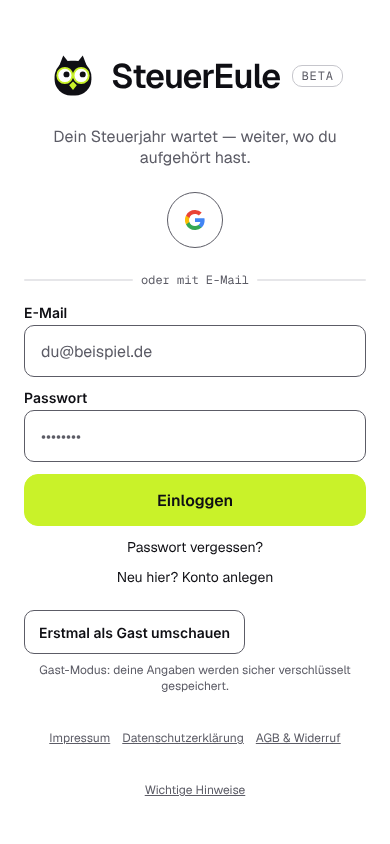 SteuerEule BETA
Dein Steuerjahr wartet — weiter, wo du
aufgehört hast.
oder mit E-Mail
E-Mail
du@beispiel.de
Passwort
••••••••
Einloggen
Passwort vergessen?
Neu hier? Konto anlegen
Erstmal als Gast umschauen
Gast-Modus: deine Angaben werden sicher verschlüsselt
gespeichert.
Impressum Datenschutzerklärung AGB & Widerruf
Wichtige Hinweise